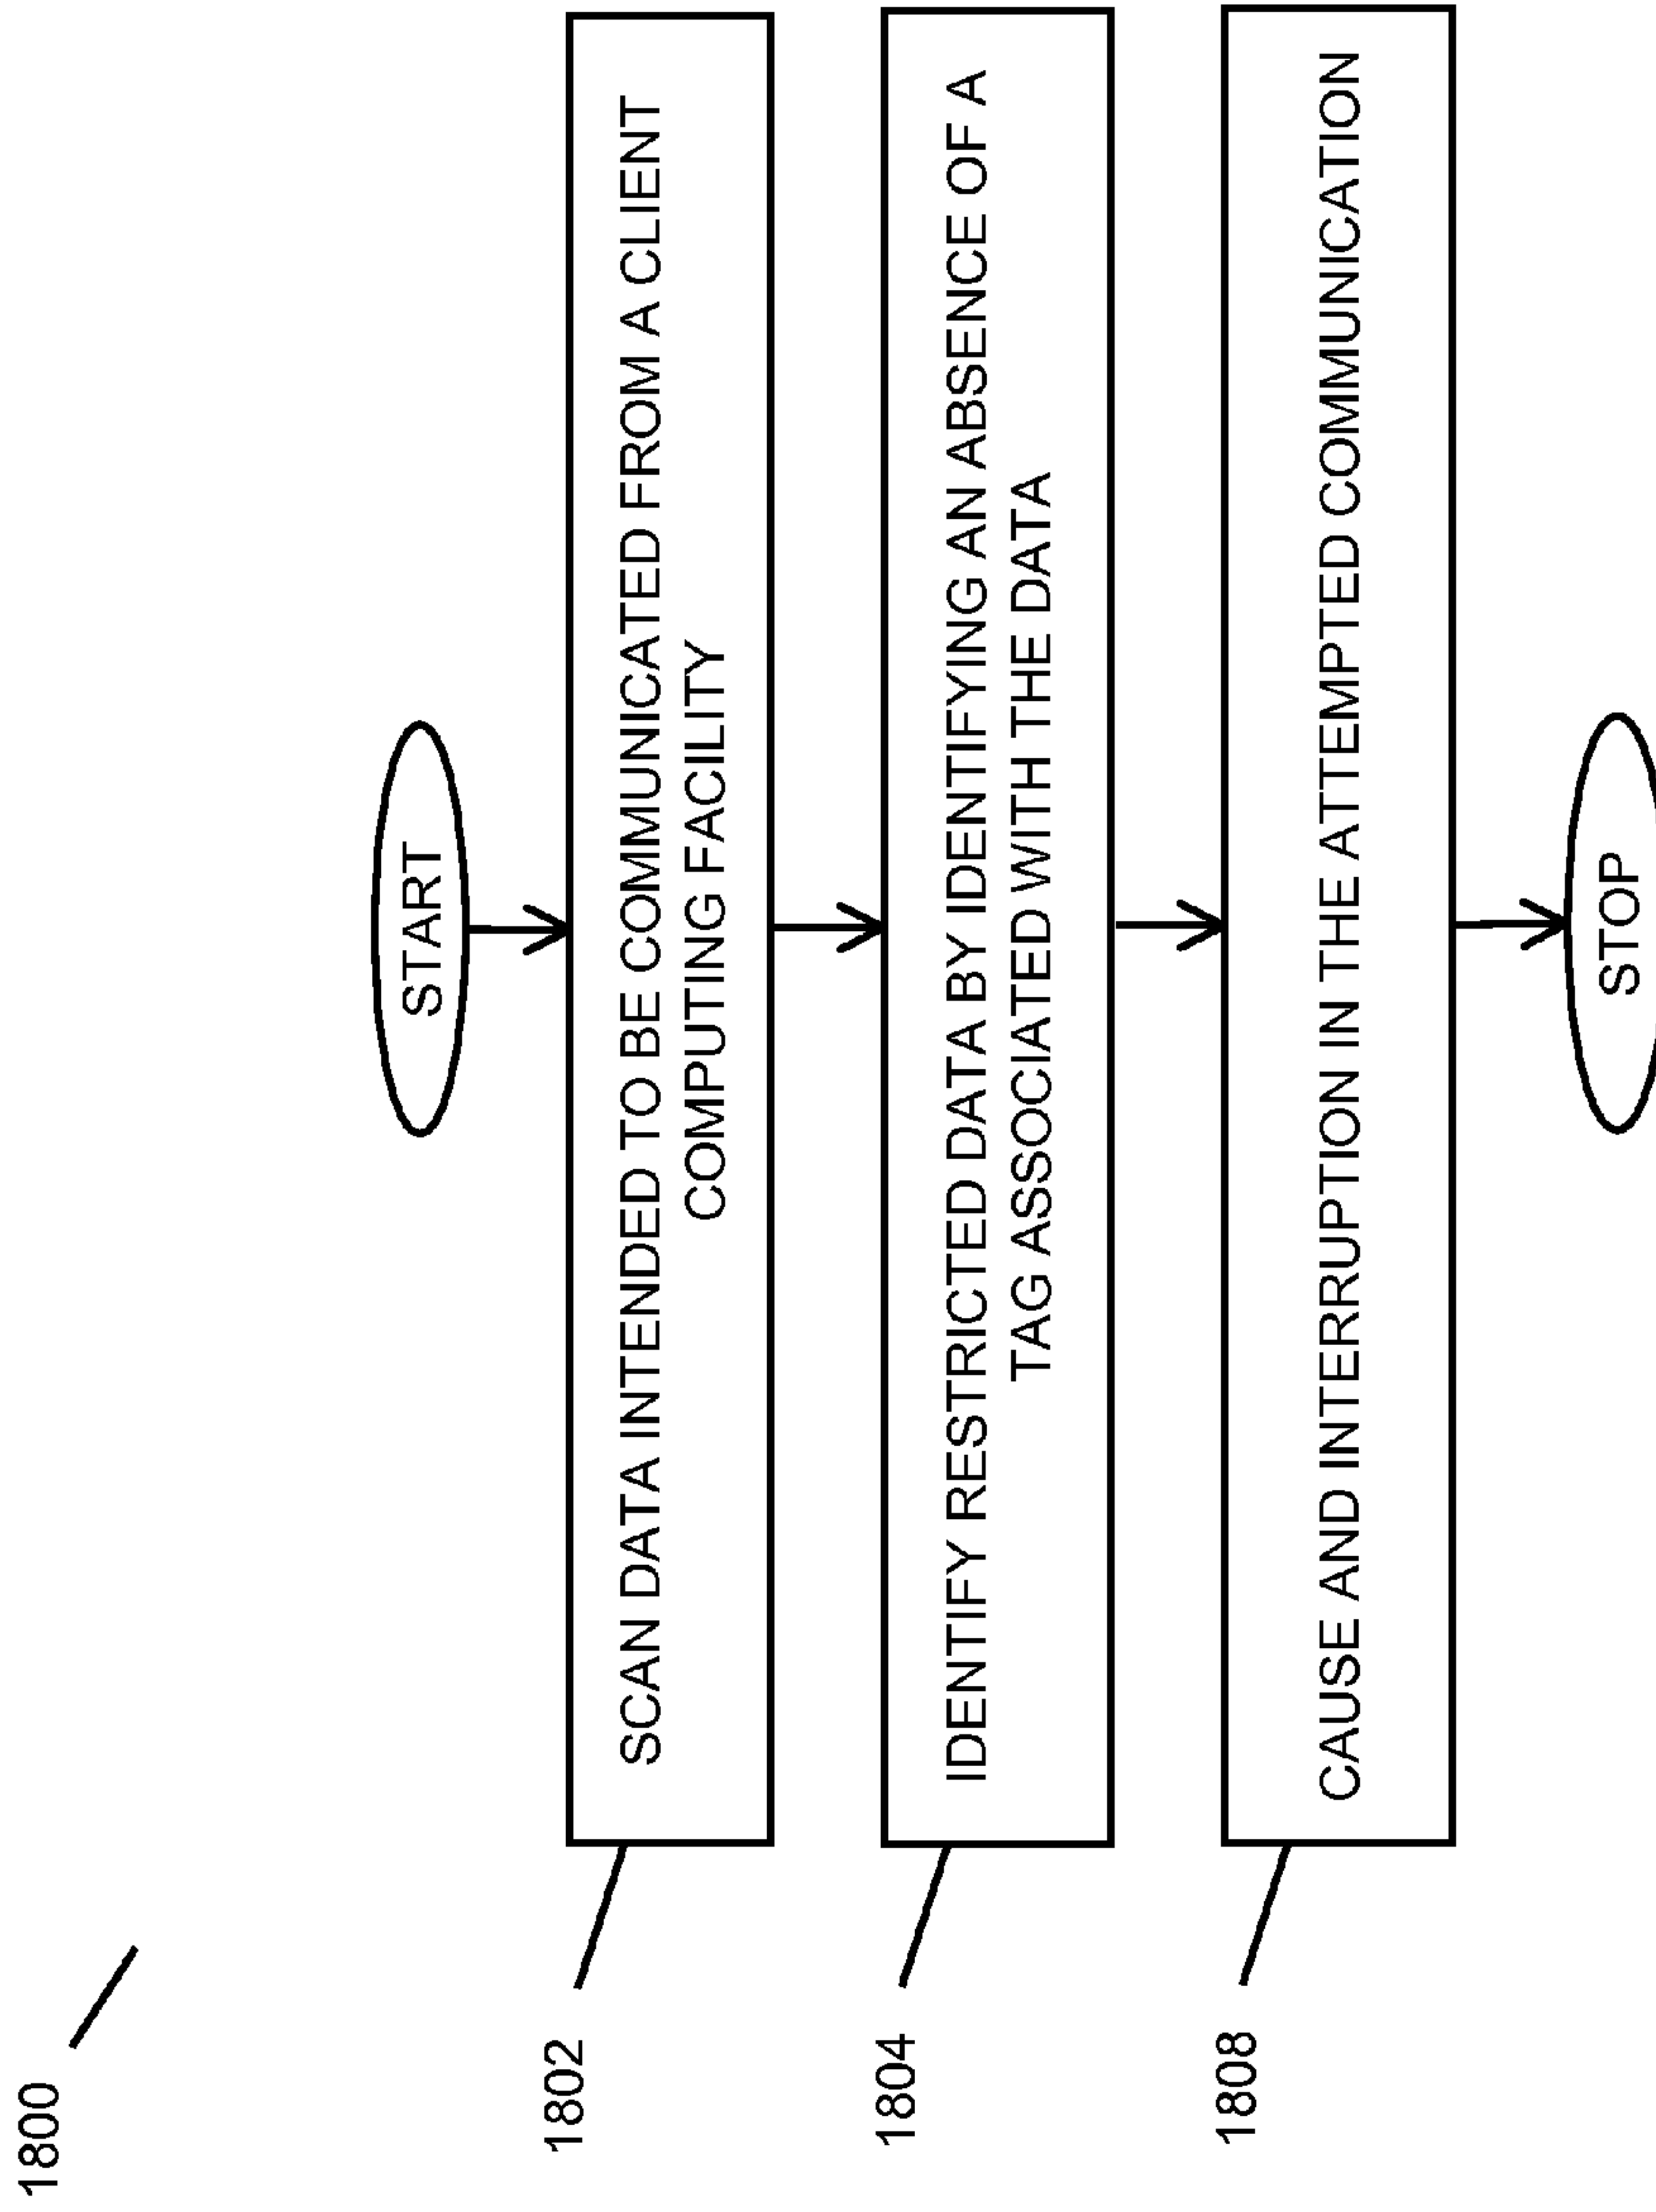 1800
START
1802
SCAN DATA INTENDED TO BE COMMUNICATED FROM A CLIENT
COMPUTING FACILITY
1804
IDENTIFY RESTRICTED DATA BY IDENTIFYING AN ABSENCE OF A
TAG ASSOCIATED WITH THE DATA
1808
CAUSE AND INTERRUPTION IN THE ATTEMPTED COMMUNICATION
STOP